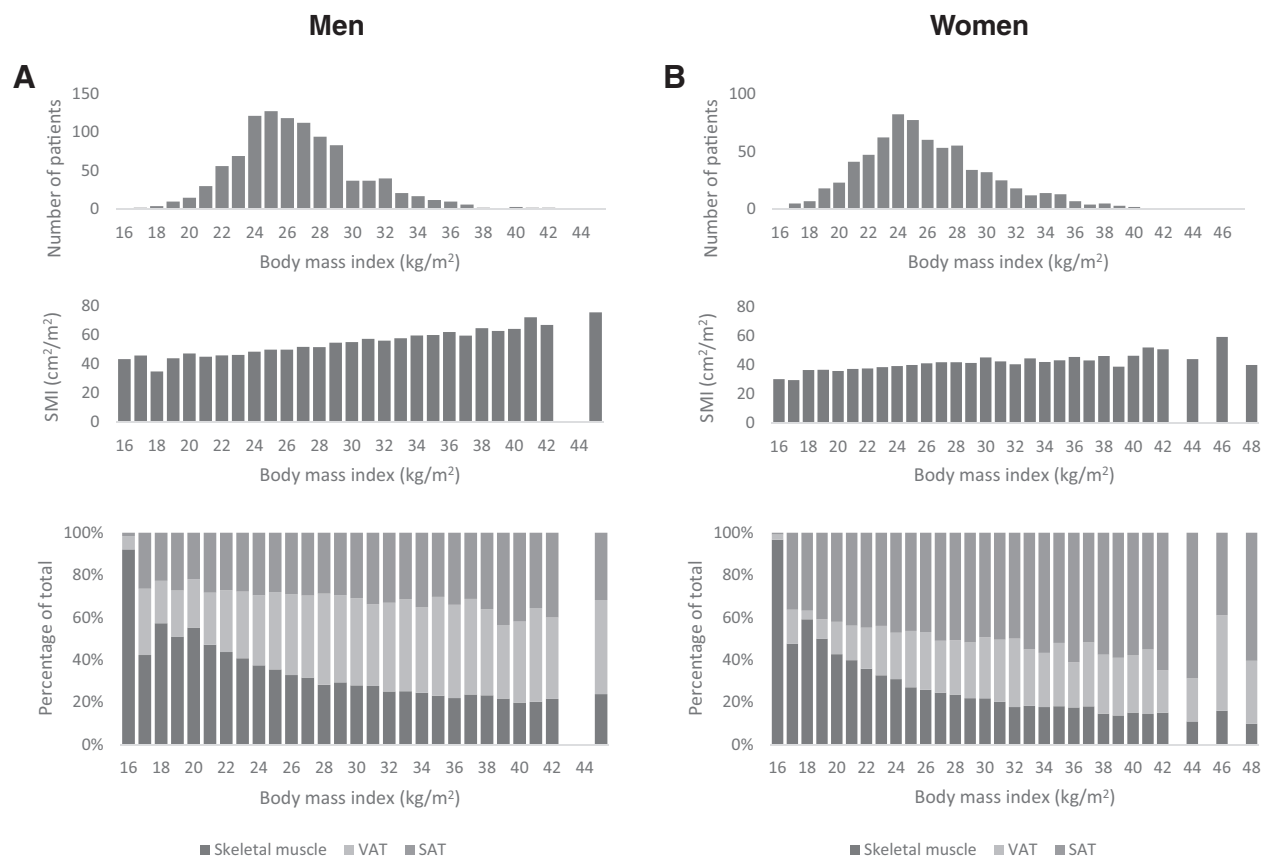 Men
Women
A
B
150
100
50
0
Number of patients
16 18 20 22 24 26 28 30 32 34 36 38 40 42 44
Body mass index (kg/m²)
100
50
0
Number of patients
16 18 20 22 24 26 28 30 32 34 36 38 40 42 44 46
Body mass index (kg/m²)
80
60
40
20
0
SMI (cm²/m²)
16 18 20 22 24 26 28 30 32 34 36 38 40 42 44
Body mass index (kg/m²)
80
60
40
20
0
SMI (cm²/m²)
16 18 20 22 24 26 28 30 32 34 36 38 40 42 44 46 48
Body mass index (kg/m²)
100%
80%
60%
40%
20%
0%
Percentage of total
16 18 20 22 24 26 28 30 32 34 36 38 40 42 44
Body mass index (kg/m²)
Skeletal muscle VAT SAT
100%
80%
60%
40%
20%
0%
Percentage of total
16 18 20 22 24 26 28 30 32 34 36 38 40 42 44 46 48
Body mass index (kg/m²)
Skeletal muscle VAT SAT